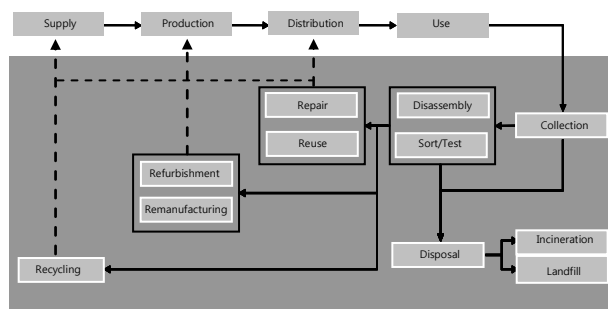 Supply
Production
Distribution
Use
Repair
Reuse
Disassembly
Sort/Test
Collection
Refurbishment
Remanufacturing
Recycling
Disposal
Incineration
Landfill